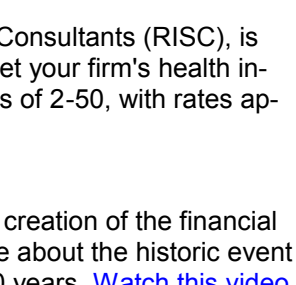 Consultants (RISC), is
et your firm's health in-
s of 2-50, with rates ap-
creation of the financial
e about the historic event
0 years. Watch this video